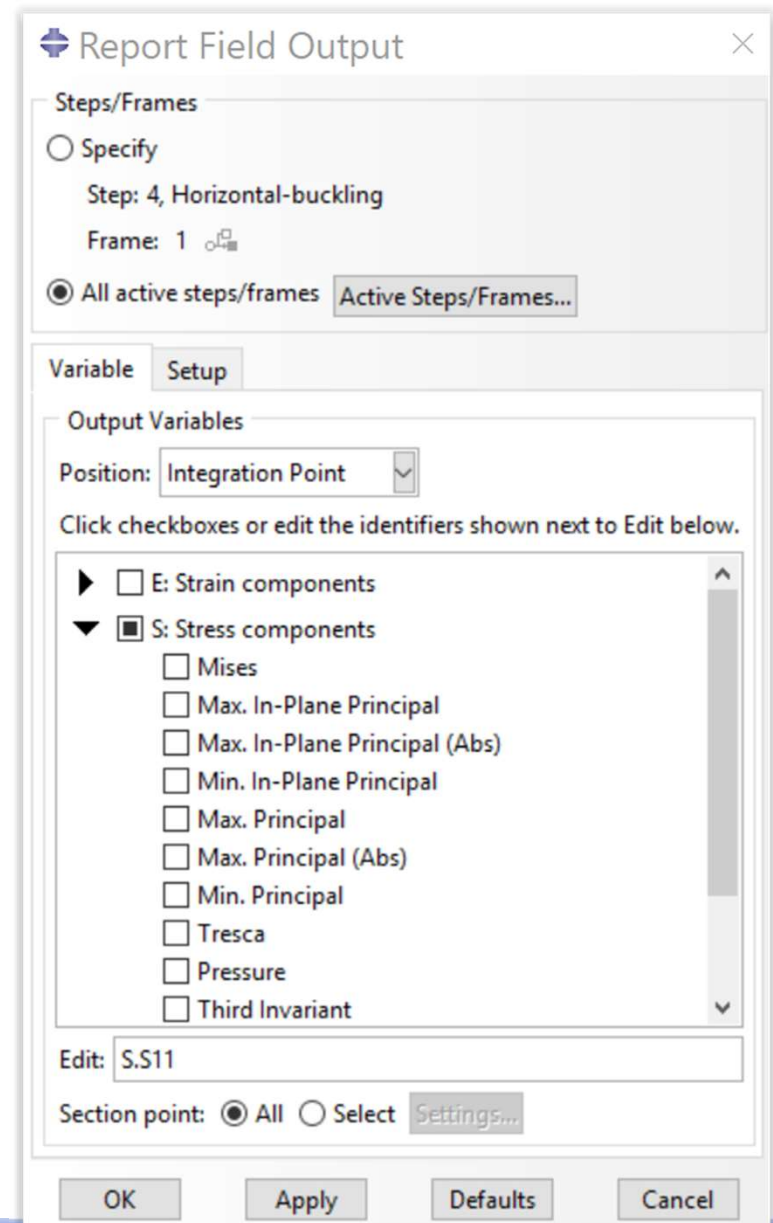 Report Field Output
Steps/Frames
Specify
Step: 4, Horizontal-buckling
Frame: 1
All active steps/frames Active Steps/Frames...
Variable Setup
Output Variables
Position: Integration Point
Click checkboxes or edit the identifiers shown next to Edit below.
E: Strain components
S: Stress components
Mises
Max. In-Plane Principal
Max. In-Plane Principal (Abs)
Min. In-Plane Principal
Max. Principal
Max. Principal (Abs)
Min. Principal
Tresca
Pressure
Third Invariant
Edit: S.S11
Section point: All Select Settings...
OK Apply Defaults Cancel